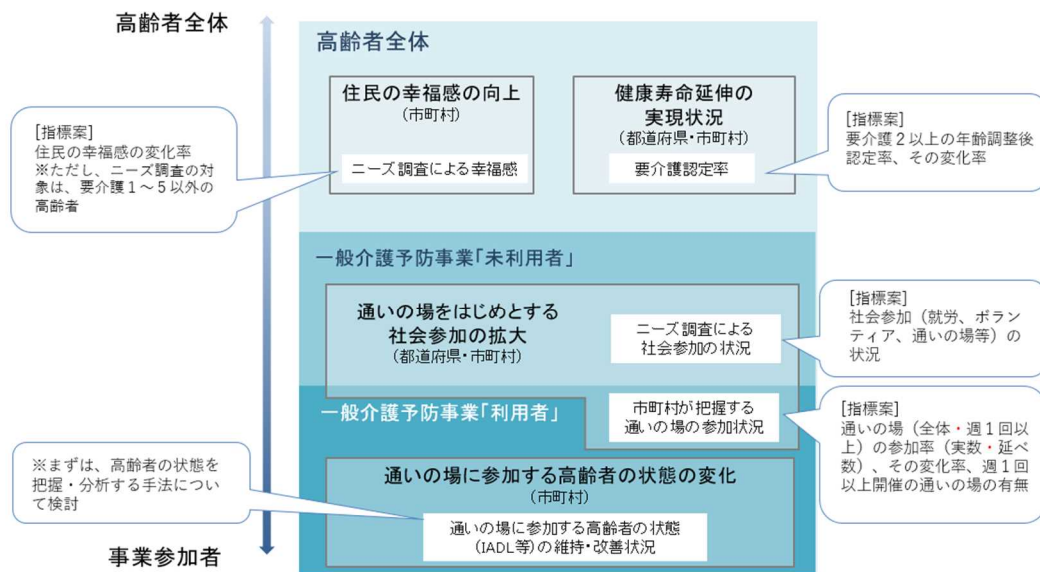 高齢者全体
高齢者全体
住民の幸福感の向上
(市町村)
ニーズ調査による幸福感
健康寿命延伸の
実現状況
(都道府県・市町村)
要介護認定率
[指標案]
住民の幸福感の変化率
※ただし、ニーズ調査の対
象は、要介護1～5以外の
高齢者
[指標案]
要介護2以上の年齢調整後
認定率、その変化率
一般介護予防事業「未利用者」
通いの場をはじめとする
社会参加の拡大
(都道府県・市町村)
ニーズ調査による
社会参加の状況
[指標案]
社会参加（就労、ボラン
ティア、通いの場等）の
状況
一般介護予防事業「利用者」
市町村が把握する
通いの場の参加状況
[指標案]
通いの場（全体・週1回以
上）の参加率（実数・延べ
数）、その変化率、週1回
以上開催の通いの場の有無
※まずは、高齢者の状態を
把握・分析する手法につい
て検討
通いの場に参加する高齢者の状態の変化
(市町村)
通いの場に参加する高齢者の状態
(IADL等)の維持・改善状況
事業参加者